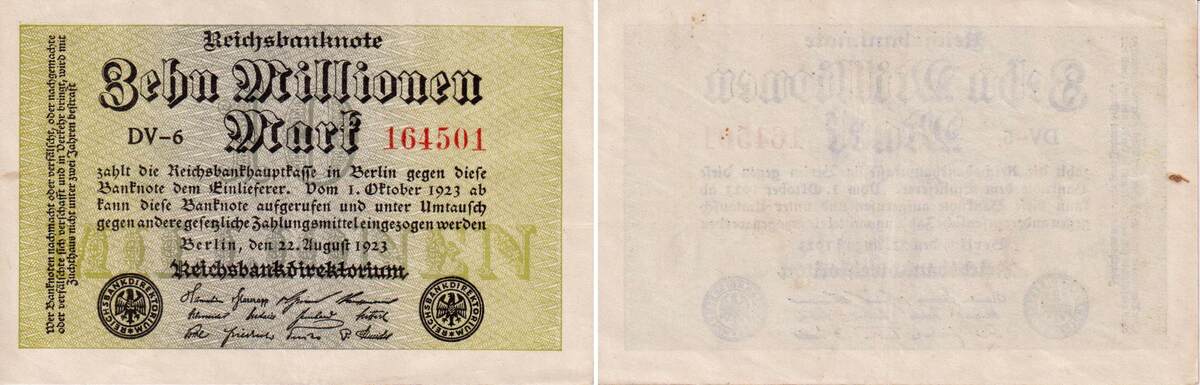 Reichsbanknote
Zehn Millionen
Mark
DV-6
164501
zahlt die Reichsbankhauptkasse in Berlin gegen diese
Banknote dem Einlieferer. Vom 1. Oktober 1923 ab
kann diese Banknote aufgerufen und unter Umtausch
gegen andere gesetzliche Zahlungsmittel eingezogen werden
Berlin, den 22. August 1923
Reichsbankdirektorium
REICHSBANKDIREKTORIUM
REICHSBANKDIREKTORIUM
Wer Banknoten nachmacht oder verfälscht, oder nachgemachte
oder verfälschte sich verschafft und in Verkehr bringt, wird mit
Zuchthaus nicht unter zwei Jahren bestraft